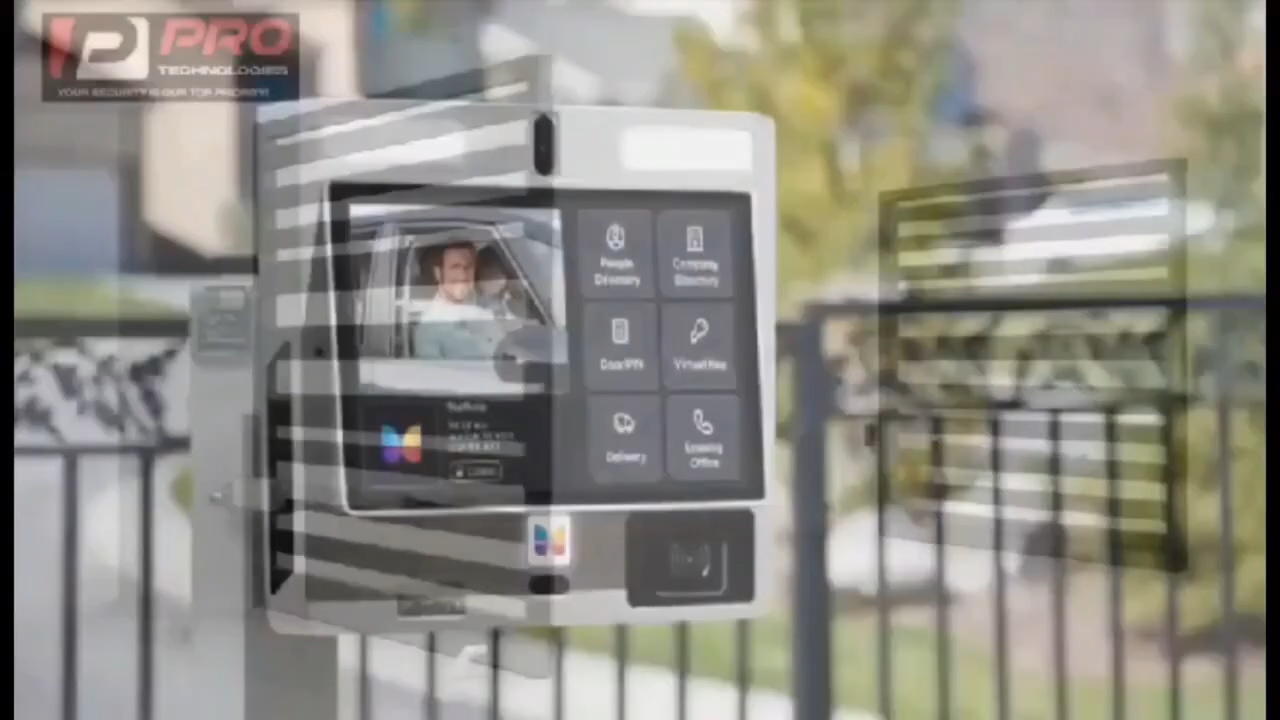 PRO
TECHNOLOGIES
YOUR SECURITY IS OUR TOP PRIORITY!
People
Directory
Company
Directory
Door PIN
Virtual Key
Delivery
Leasing
Office